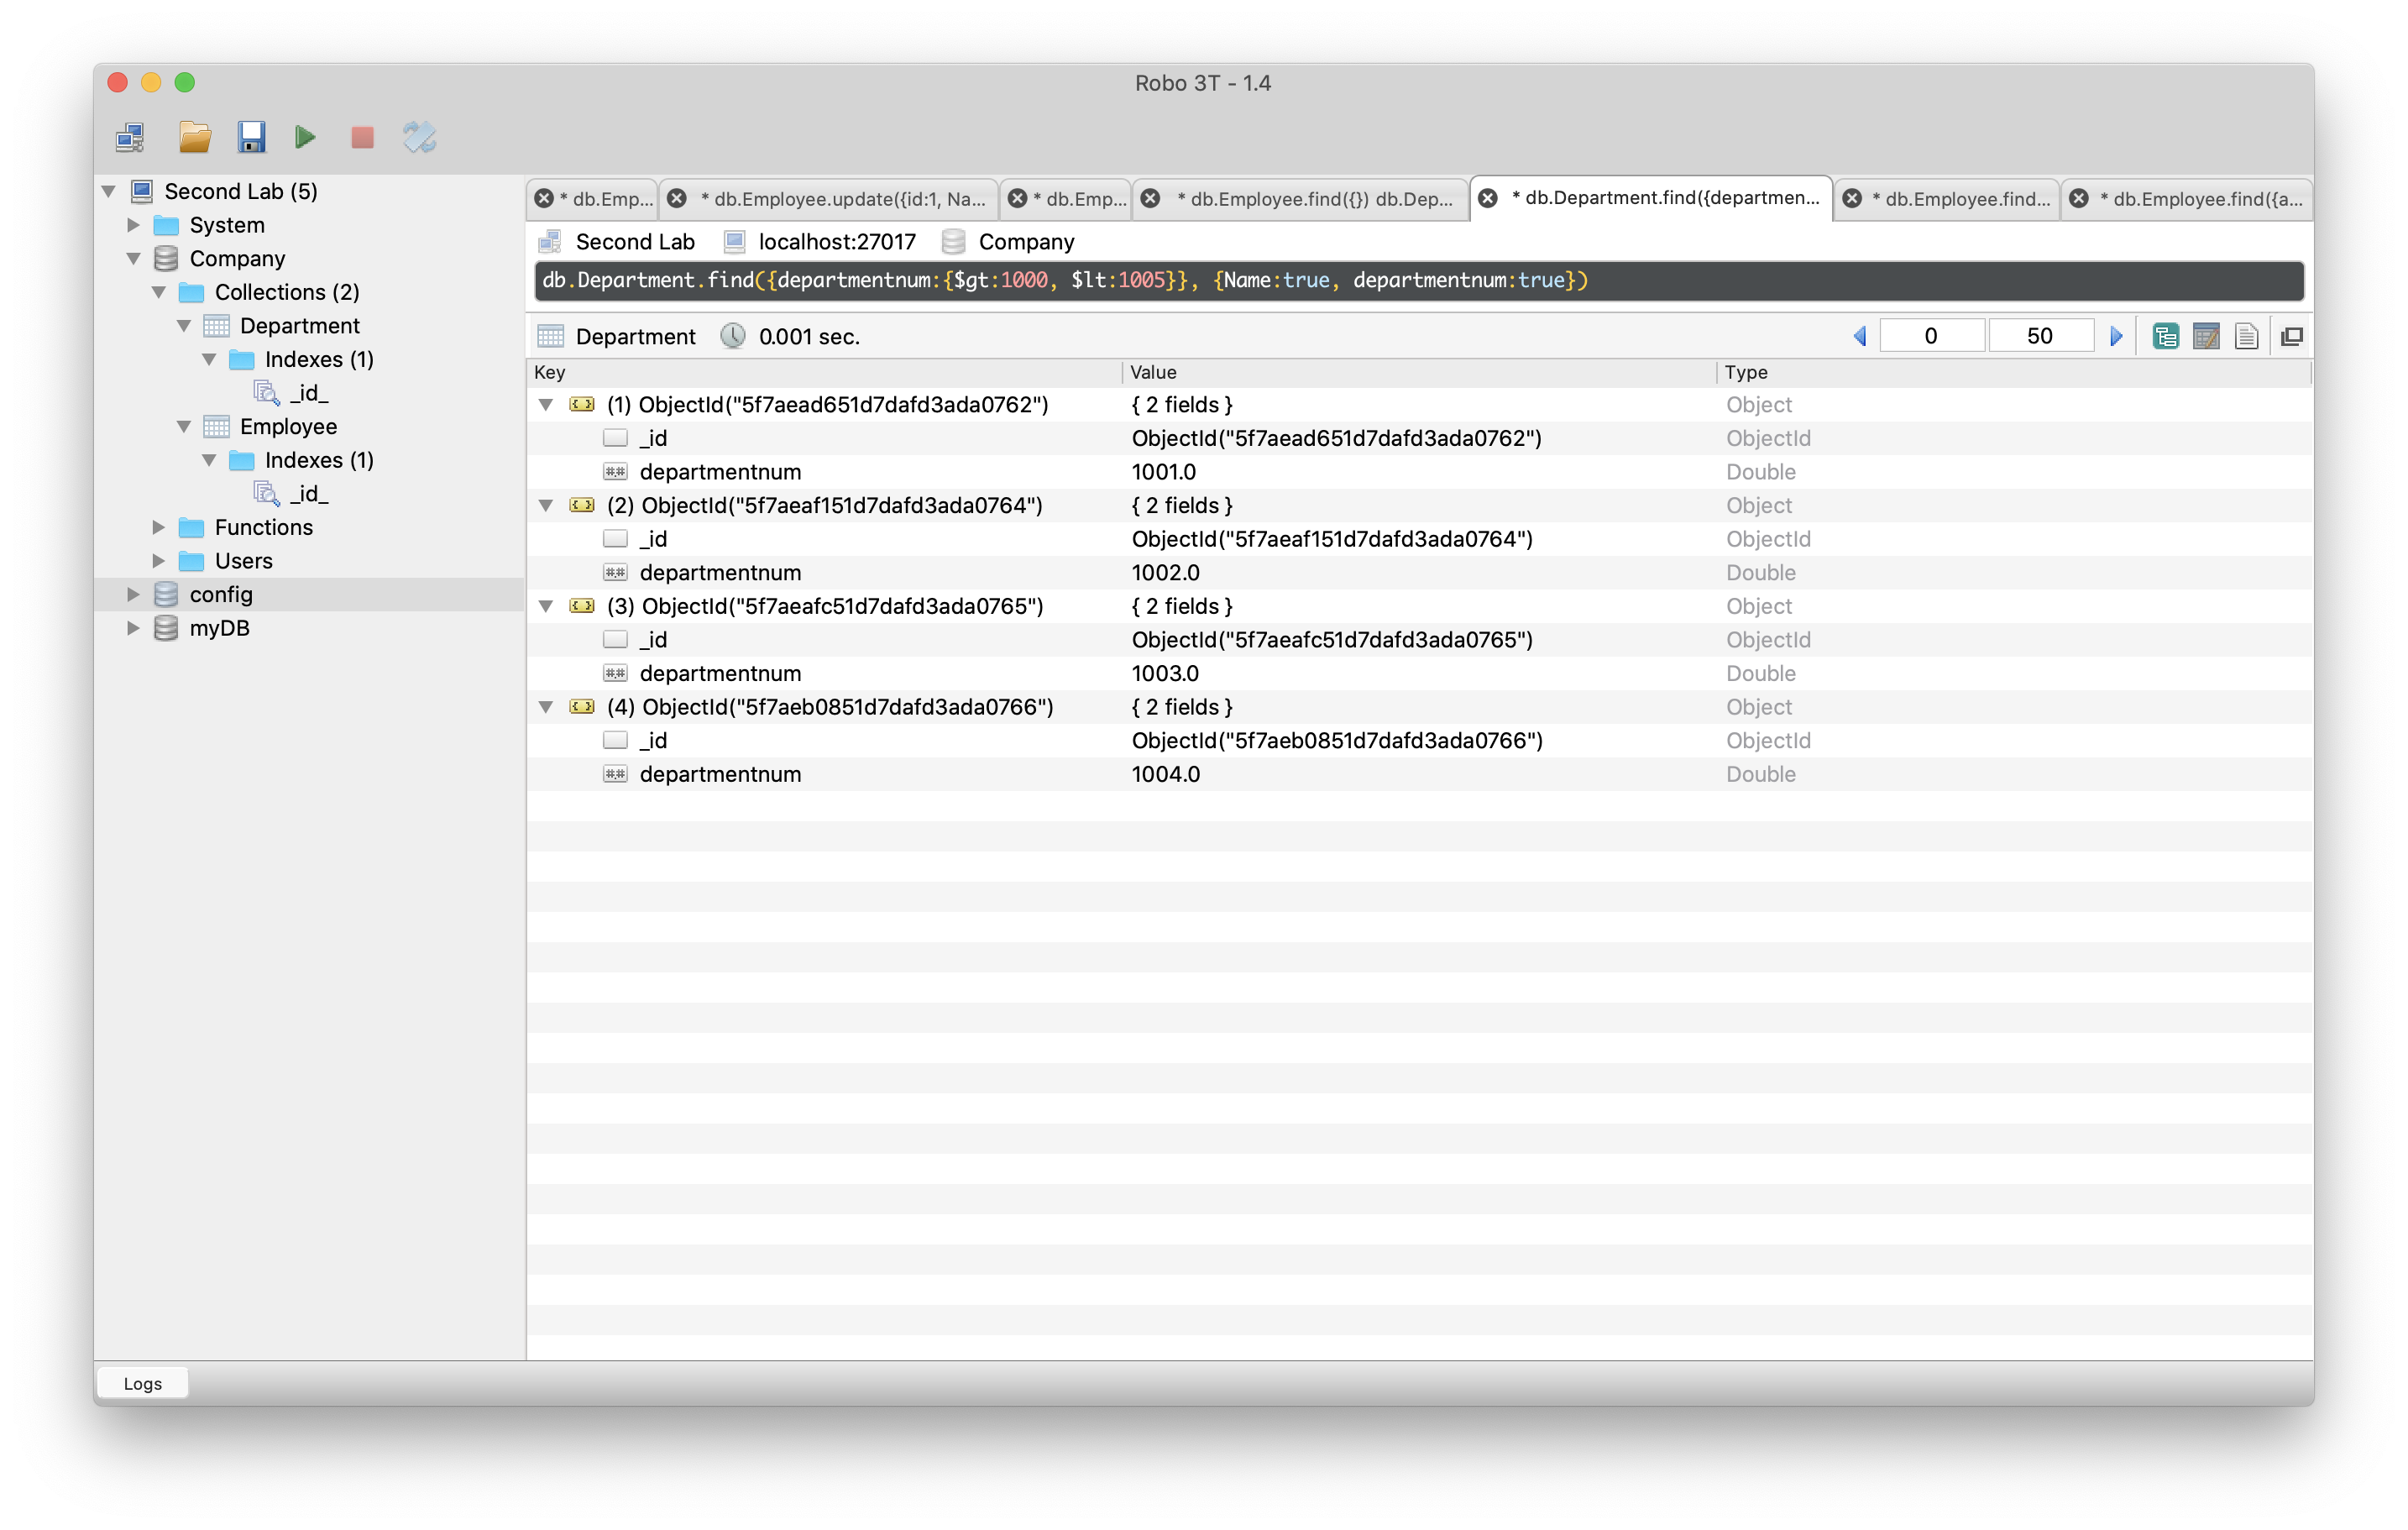 Robo 3T - 1.4
Second Lab (5)
System
Company
Collections (2)
Department
Indexes (1)
_id_
Employee
Indexes (1)
_id_
Functions
Users
config
myDB
* db.Emp... * db.Employee.update({id:1, Na... * db.Emp... * db.Employee.find({}) db.Dep... * db.Department.find({departmen... * db.Employee.find... * db.Employee.find({a...
Second Lab localhost:27017 Company
db.Department.find({departmentnum:{$gt:1000, $lt:1005}}, {Name:true, departmentnum:true})
Department 0.001 sec. 0 50
Key Value Type
(1) ObjectId("5f7aead651d7dafd3ada0762") { 2 fields } Object
_id ObjectId("5f7aead651d7dafd3ada0762") ObjectId
departmentnum 1001.0 Double
(2) ObjectId("5f7aeaf151d7dafd3ada0764") { 2 fields } Object
_id ObjectId("5f7aeaf151d7dafd3ada0764") ObjectId
departmentnum 1002.0 Double
(3) ObjectId("5f7aeafc51d7dafd3ada0765") { 2 fields } Object
_id ObjectId("5f7aeafc51d7dafd3ada0765") ObjectId
departmentnum 1003.0 Double
(4) ObjectId("5f7aeb0851d7dafd3ada0766") { 2 fields } Object
_id ObjectId("5f7aeb0851d7dafd3ada0766") ObjectId
departmentnum 1004.0 Double
Logs